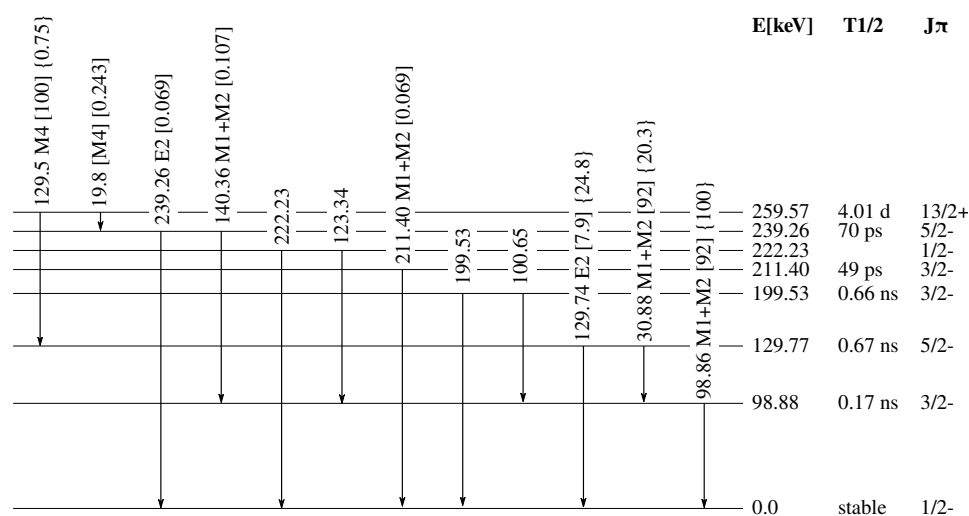 E[keV] T1/2 Jπ
129.5 M4 [100] {0.75}
19.8 [M4] [0.243]
239.26 E2 [0.069]
140.36 M1+M2 [0.107]
222.23
123.34
211.40 M1+M2 [0.069]
199.53
100.65
129.74 E2 [7.9] {24.8}
30.88 M1+M2 [92] {20.3}
98.86 M1+M2 [92] {100}
259.57 4.01 d 13/2+
239.26 70 ps 5/2-
222.23 1/2-
211.40 49 ps 3/2-
199.53 0.66 ns 3/2-
129.77 0.67 ns 5/2-
98.88 0.17 ns 3/2-
0.0 stable 1/2-